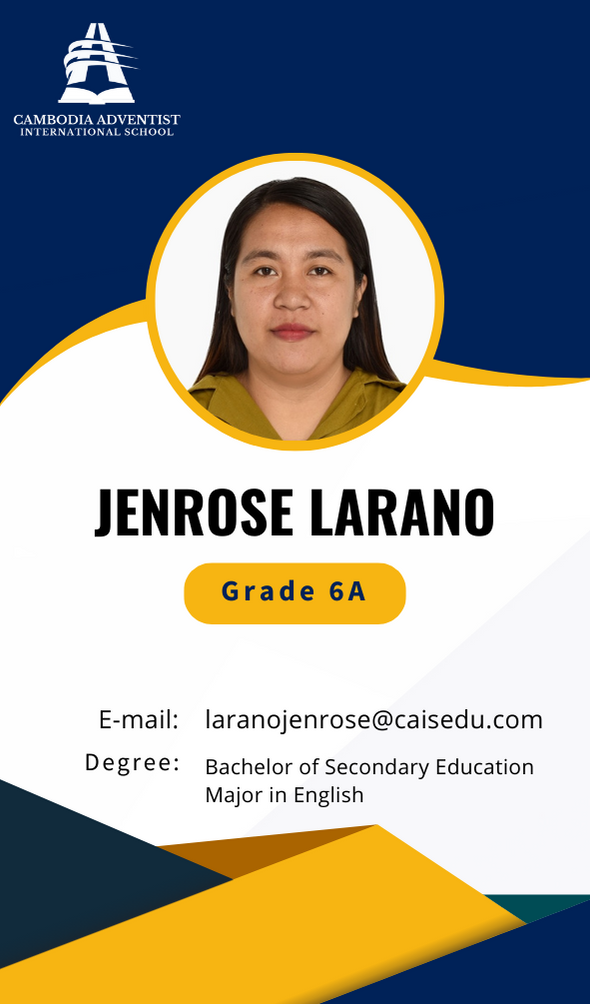 CAMBODIA ADVENTIST
INTERNATIONAL SCHOOL
JENROSE LARANO
Grade 6A
E-mail: laranojenrose@caisedu.com
Degree: Bachelor of Secondary Education
Major in English